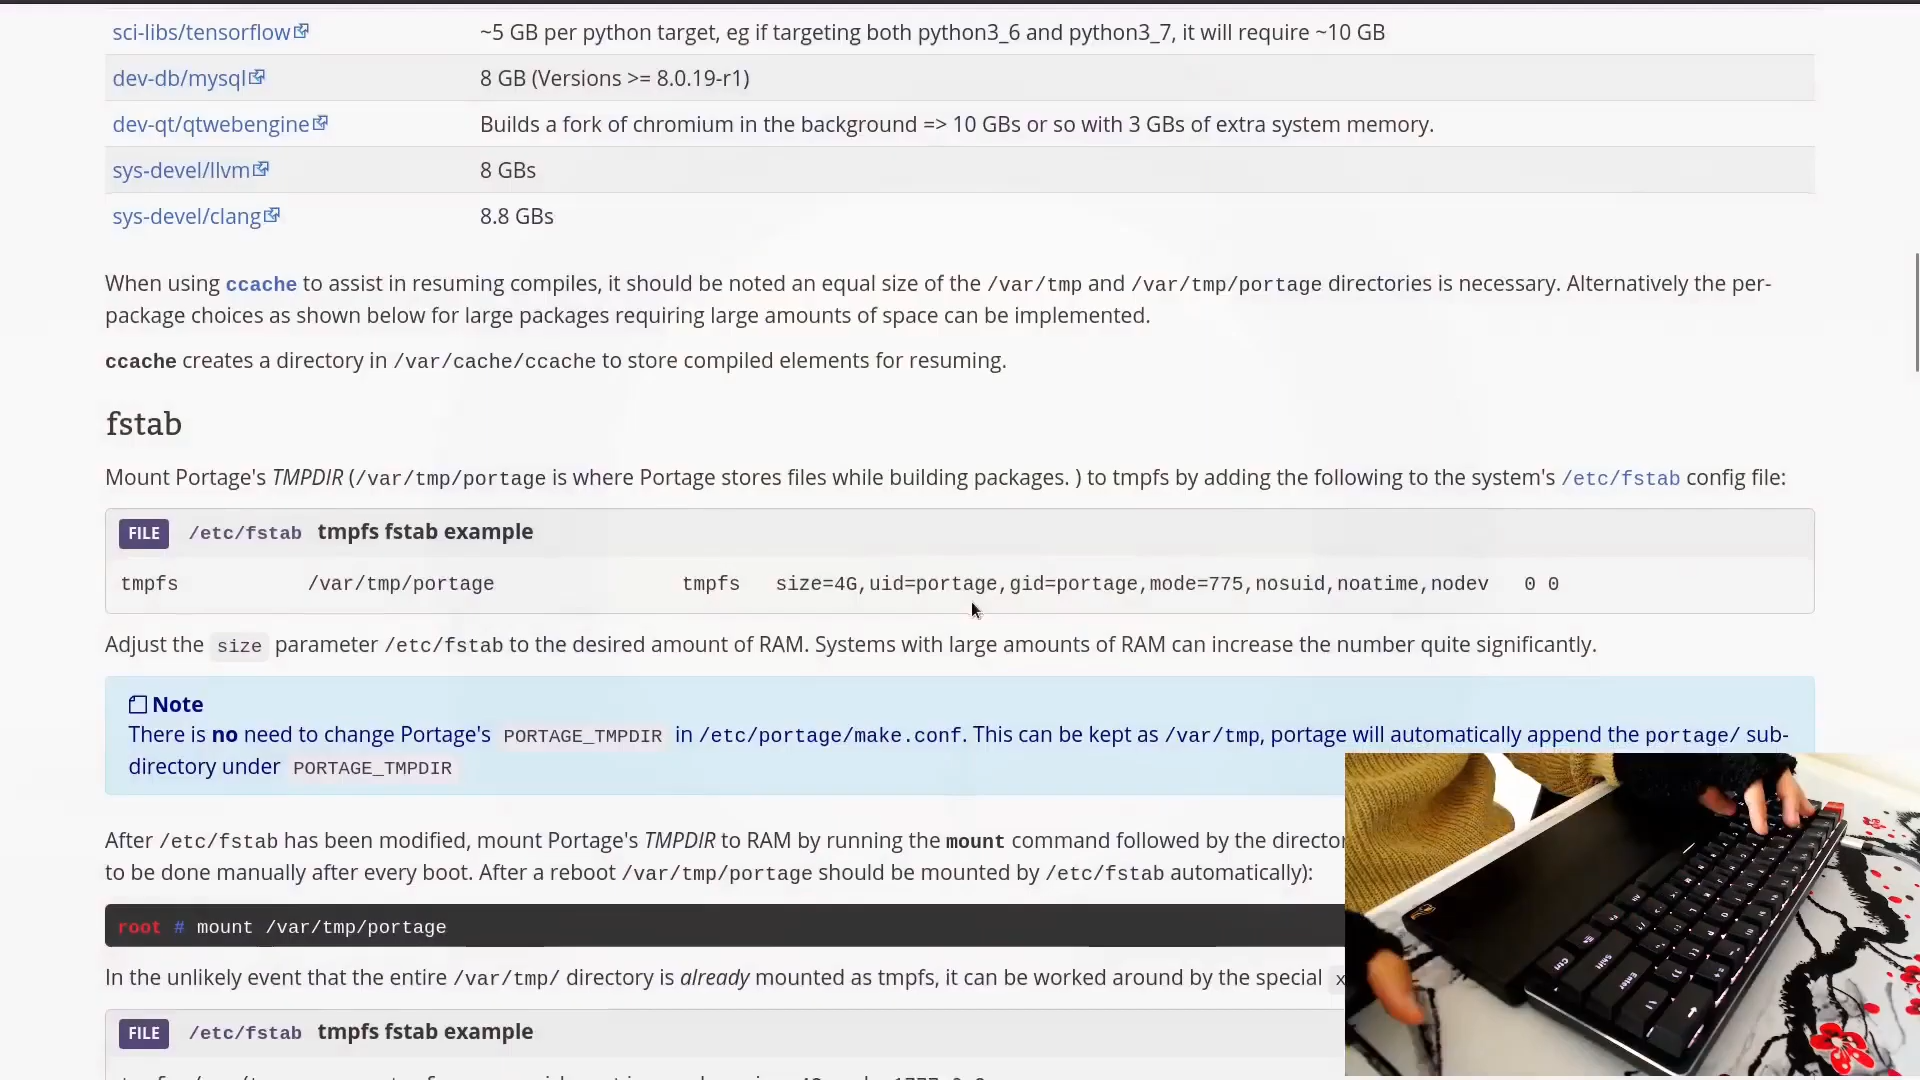 sci-libs/tensorflow ~5 GB per python target, eg if targeting both python3_6 and python3_7, it will require ~10 GB
dev-db/mysql 8 GB (Versions >= 8.0.19-r1)
dev-qt/qtwebengine Builds a fork of chromium in the background => 10 GBs or so with 3 GBs of extra system memory.
sys-devel/llvm 8 GBs
sys-devel/clang 8.8 GBs
When using ccache to assist in resuming compiles, it should be noted an equal size of the /var/tmp and /var/tmp/portage directories is necessary. Alternatively the per-
package choices as shown below for large packages requiring large amounts of space can be implemented.
ccache creates a directory in /var/cache/ccache to store compiled elements for resuming.
fstab
Mount Portage's TMPDIR (/var/tmp/portage is where Portage stores files while building packages. ) to tmpfs by adding the following to the system's /etc/fstab config file:
FILE /etc/fstab tmpfs fstab example
tmpfs /var/tmp/portage tmpfs size=4G,uid=portage,gid=portage,mode=775,nosuid,noatime,nodev 0 0
Adjust the size parameter /etc/fstab to the desired amount of RAM. Systems with large amounts of RAM can increase the number quite significantly.
Note
There is no need to change Portage's PORTAGE_TMPDIR in /etc/portage/make.conf. This can be kept as /var/tmp, portage will automatically append the portage/ sub-
directory under PORTAGE_TMPDIR
After /etc/fstab has been modified, mount Portage's TMPDIR to RAM by running the mount command followed by the director
to be done manually after every boot. After a reboot /var/tmp/portage should be mounted by /etc/fstab automatically):
root # mount /var/tmp/portage
In the unlikely event that the entire /var/tmp/ directory is already mounted as tmpfs, it can be worked around by the special x
FILE /etc/fstab tmpfs fstab example
Ctrl
Shift
Enter